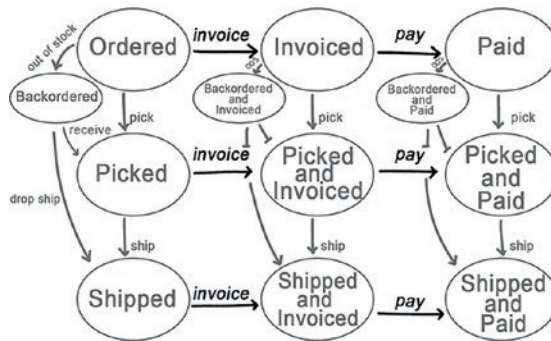 out of stock
Ordered
invoice
Invoiced
pay
Paid
oos
oos
Backordered
Backordered
and
Invoiced
Backordered
and
Paid
pick
pick
pick
receive
Picked
invoice
Picked
and
Invoiced
pay
Picked
and
Paid
drop ship
ship
ship
ship
Shipped
invoice
Shipped
and
Invoiced
pay
Shipped
and
Paid